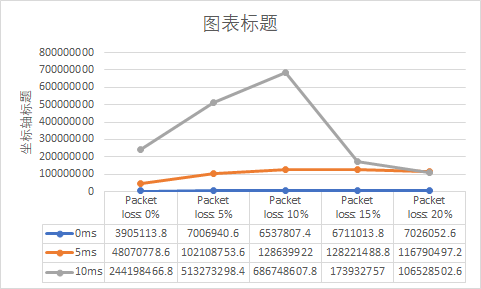 图表标题
坐标轴标题
800000000
700000000
600000000
500000000
400000000
300000000
200000000
100000000
0
Packet loss: 0%
Packet loss: 5%
Packet loss: 10%
Packet loss: 15%
Packet loss: 20%
0ms 3905113.8 7006940.6 6537807.4 6711013.8 7026052.6
5ms 48070778.6 102108753.6 128639922 128221488.8 116790497.2
10ms 244198466.8 513273298.4 686748607.8 173932757 106528502.6